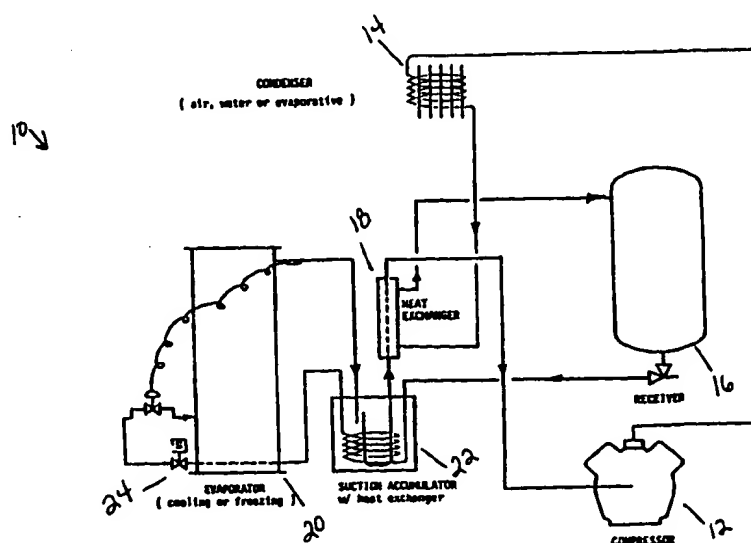 14
CONDENSER
( air, water or evaporative )
10
18
HEAT
EXCHANGER
16
RECEIVER
22
24
EVAPORATOR
( cooling or freezing )
20
SUCTION ACCUMULATOR
w/ heat exchanger
12
COMPRESSOR